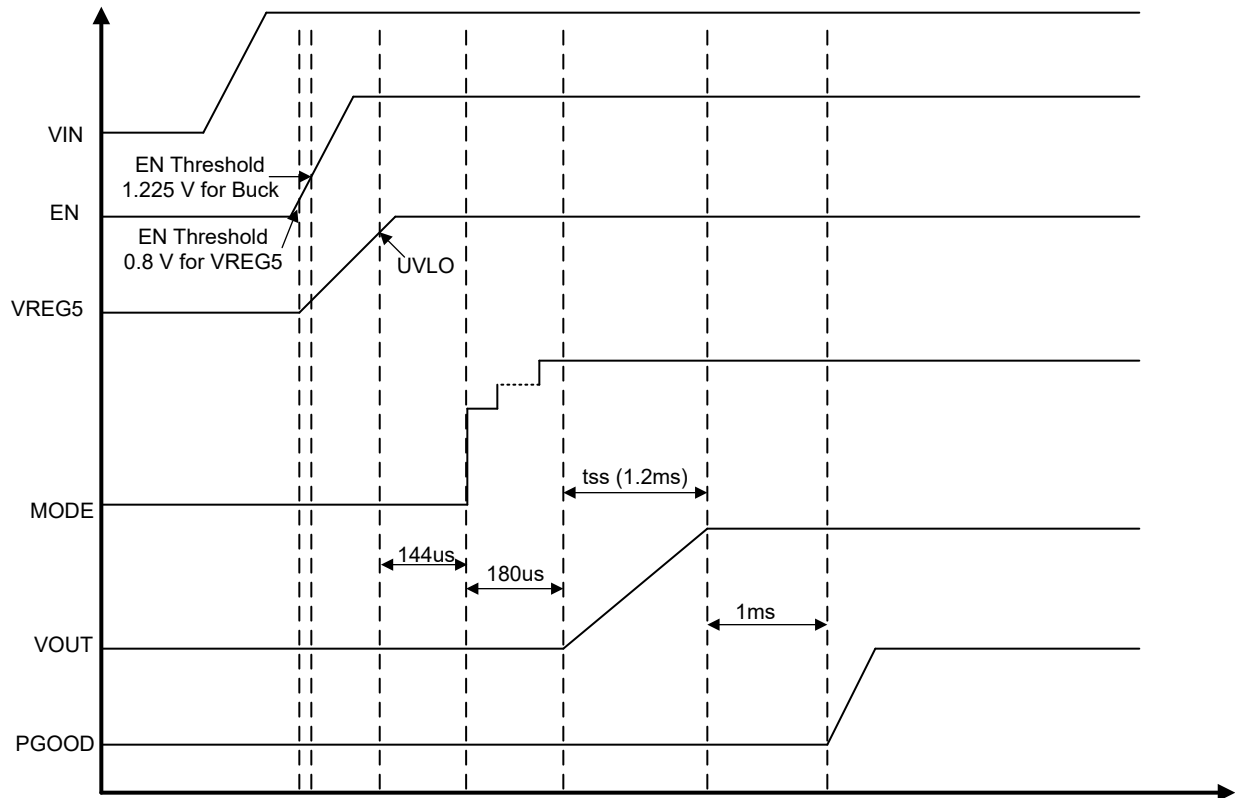 VIN
EN Threshold
1.225 V for Buck
EN
EN Threshold
0.8 V for VREG5
UVLO
VREG5
tss (1.2ms)
MODE
144us
180us
1ms
VOUT
PGOOD